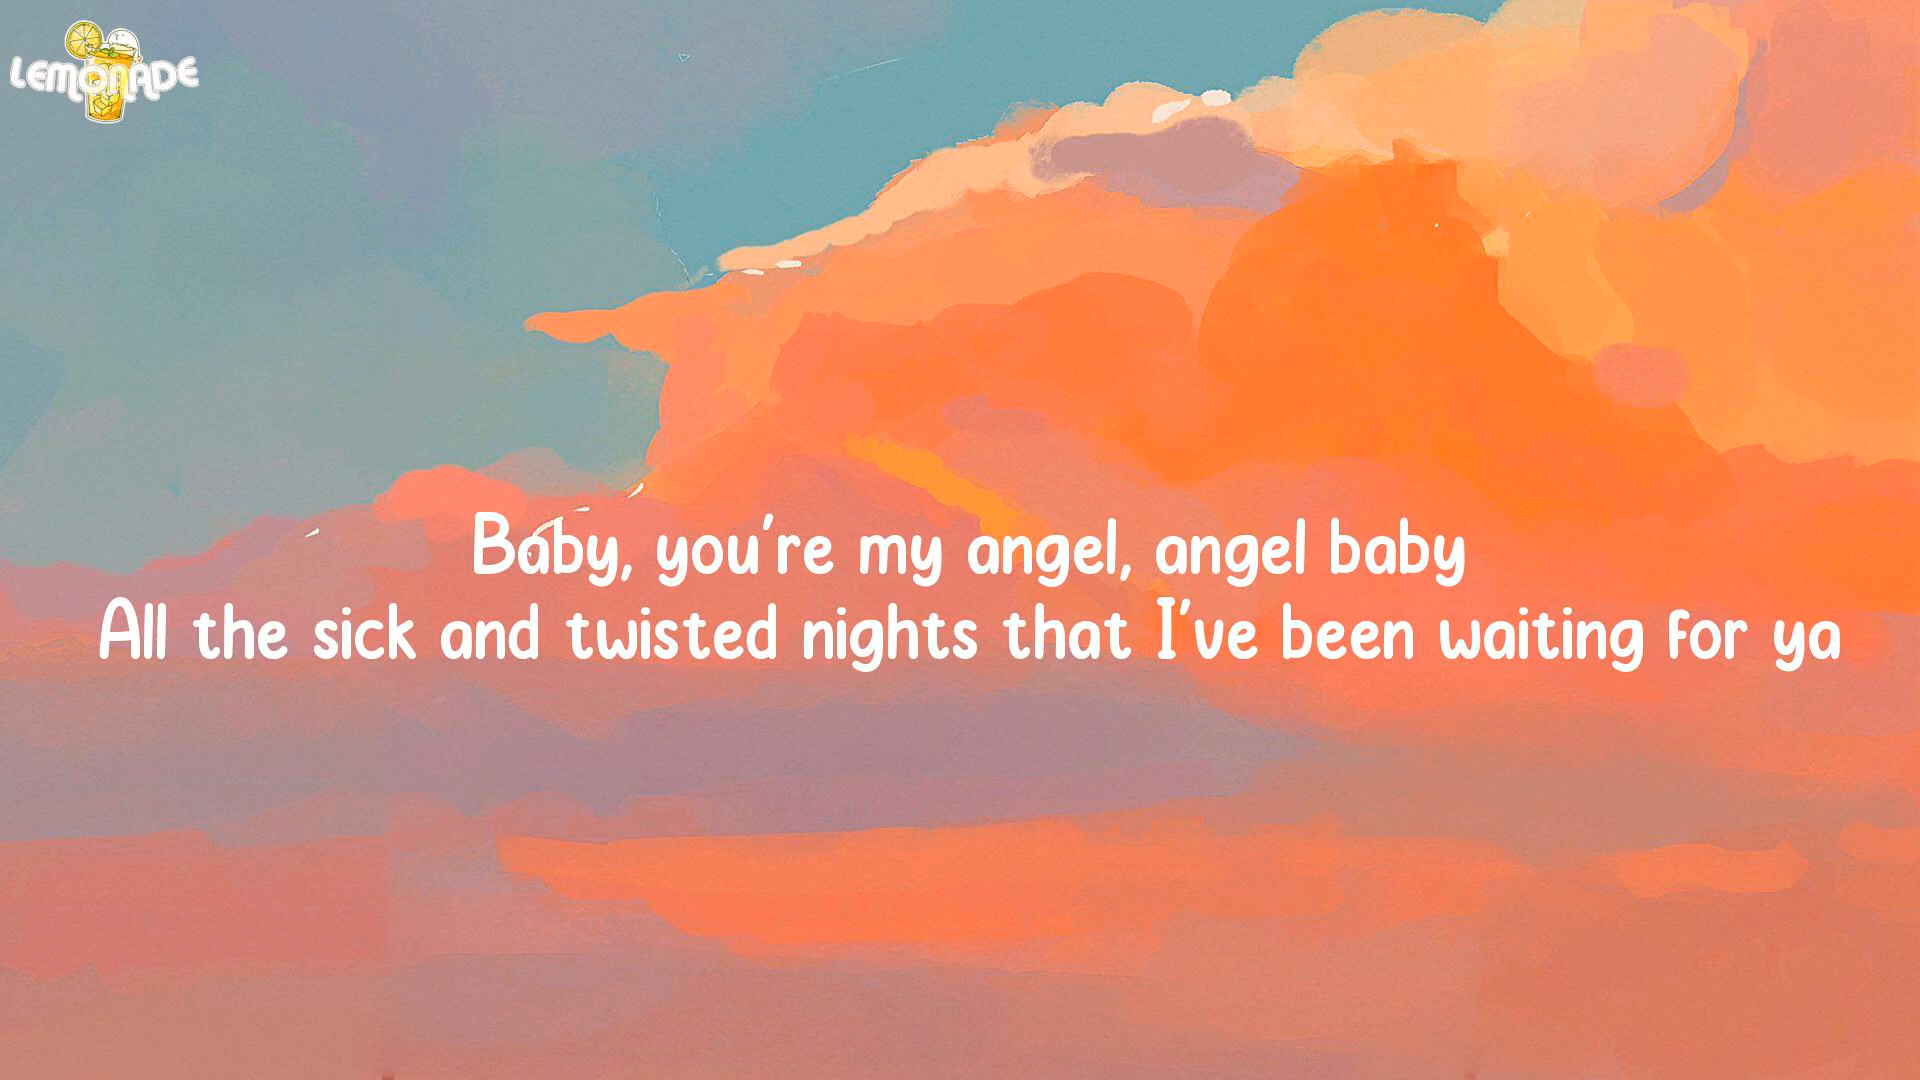 LEMONADE
Baby, you're my angel, angel baby
All the sick and twisted nights that I've been waiting for ya